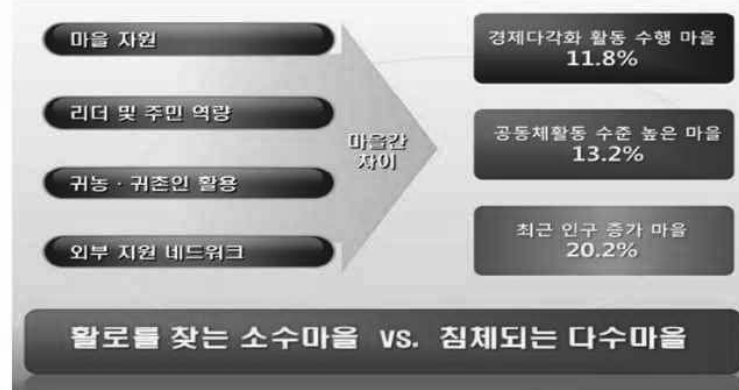 마을 자원
리더 및 주민 역량
귀농·귀촌인 활용
외부 지원 네트워크
마을간
차이
경제다각화 활동 수행 마을
11.8%
공동체활동 수준 높은 마을
13.2%
최근 인구 증가 마을
20.2%
활로를 찾는 소수마을 vs. 침체되는 다수마을